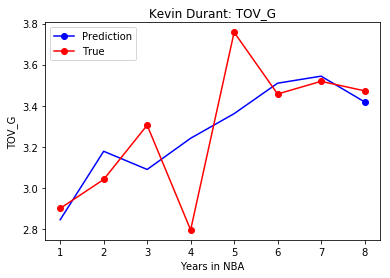 Kevin Durant: TOV_G
Prediction
True
TOV_G
3.8
3.6
3.4
3.2
3.0
2.8
1 2 3 4 5 6 7 8
Years in NBA